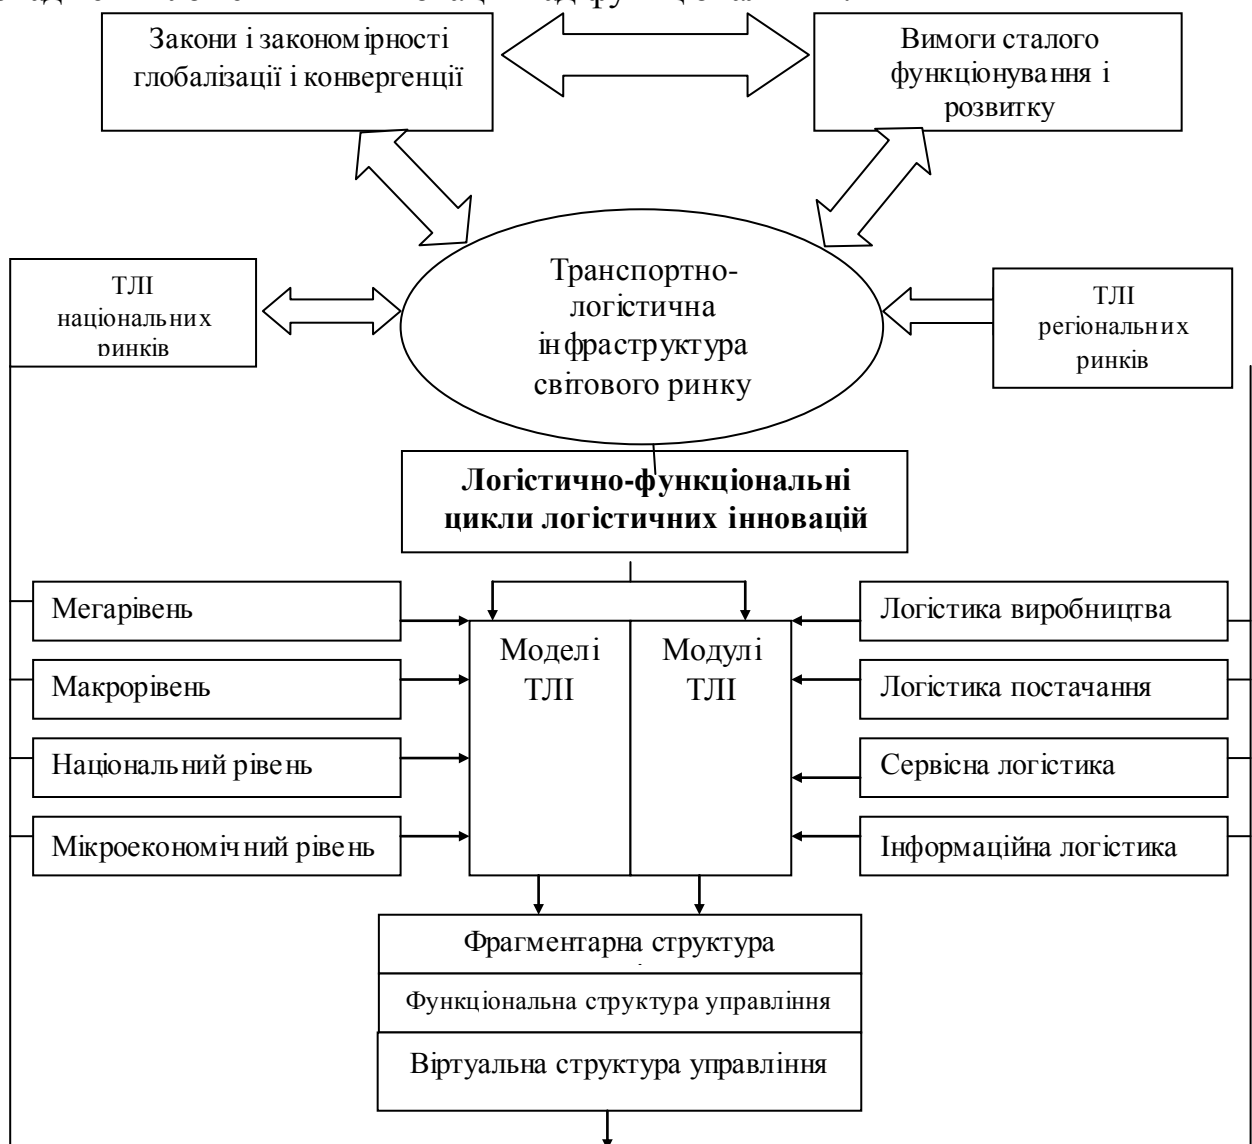 Закони і закономірності
глобалізації і конвергенції
Вимоги сталого
функціонування і
розвитку
ТЛІ
національних
ринків
Транспортно-
логістична
інфраструктура
світового ринку
ТЛІ
регіональних
ринків
Логістично-функціональні
цикли логістичних інновацій
Мегарівень
Макрорівень
Національний рівень
Мікроекономічний рівень
Моделі
ТЛІ
Модулі
ТЛІ
Логістика виробництва
Логістика постачання
Сервісна логістика
Інформаційна логістика
Фрагментарна структура
Функціональна структура управління
Віртуальна структура управління